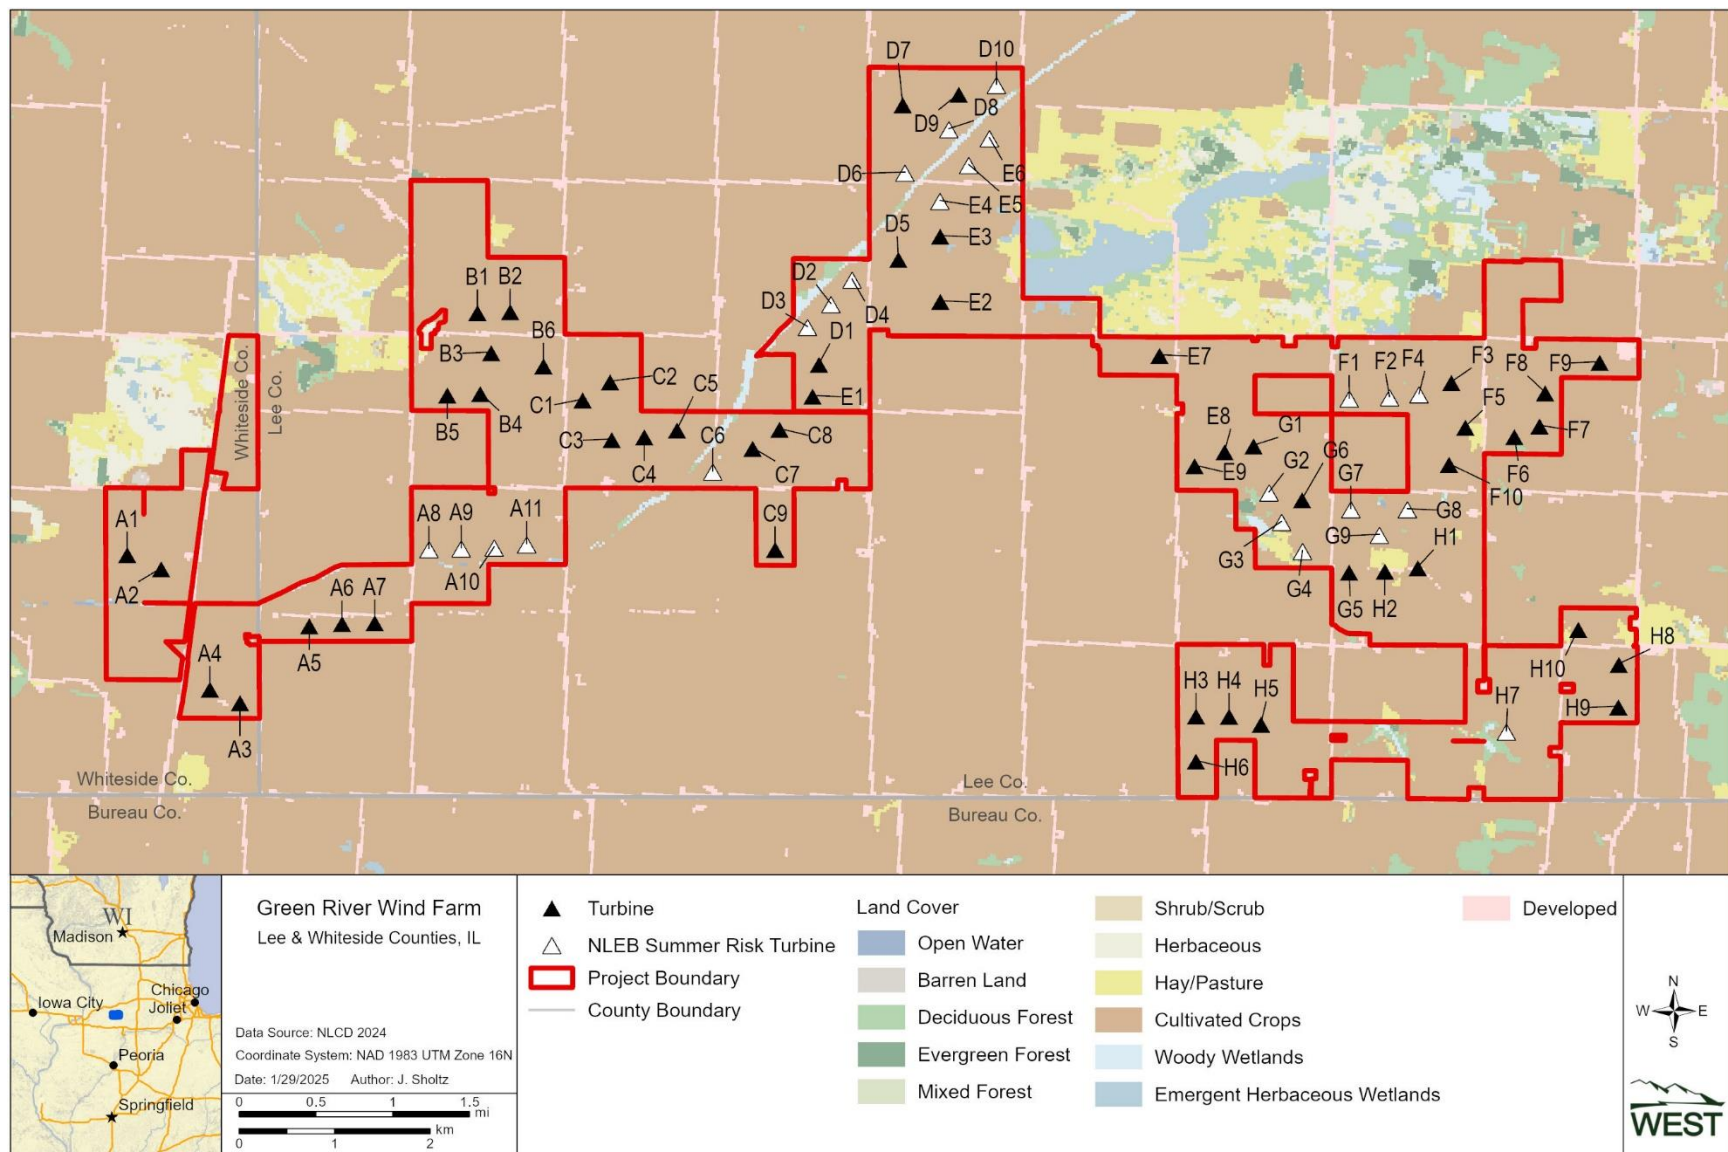 D7
D10
D9
D8
D6
E6
E4
E5
D5
E3
B1
B2
D2
E2
D3
D1
D4
B6
B3
E7
F1
F2
F4
F3
F8
F9
Whiteside Co.
Lee Co.
C2
C5
C1
E1
F5
B5
B4
C3
C4
C6
C8
C7
E8
G1
G6
F7
F6
E9
G2
G7
F10
A1
A8
A9
A11
C9
G8
G9
H1
G3
A2
A10
G4
A6
A7
G5
H2
A5
A4
H10
H8
H3
H4
H5
H7
H9
A3
H6
Whiteside Co.
Lee Co.
Bureau Co.
Bureau Co.
WI
Madison
Chicago
Joliet
Iowa City
Peoria
Springfield
Green River Wind Farm
Lee & Whiteside Counties, IL
Data Source: NLCD 2024
Coordinate System: NAD 1983 UTM Zone 16N
Date: 1/29/2025 Author: J. Sholtz
0 0.5 1 1.5
mi
km
0 1 2
Turbine
NLEB Summer Risk Turbine
Project Boundary
County Boundary
Land Cover
Open Water
Barren Land
Deciduous Forest
Evergreen Forest
Mixed Forest
Shrub/Scrub
Herbaceous
Hay/Pasture
Cultivated Crops
Woody Wetlands
Emergent Herbaceous Wetlands
Developed
N
W E
S
WEST